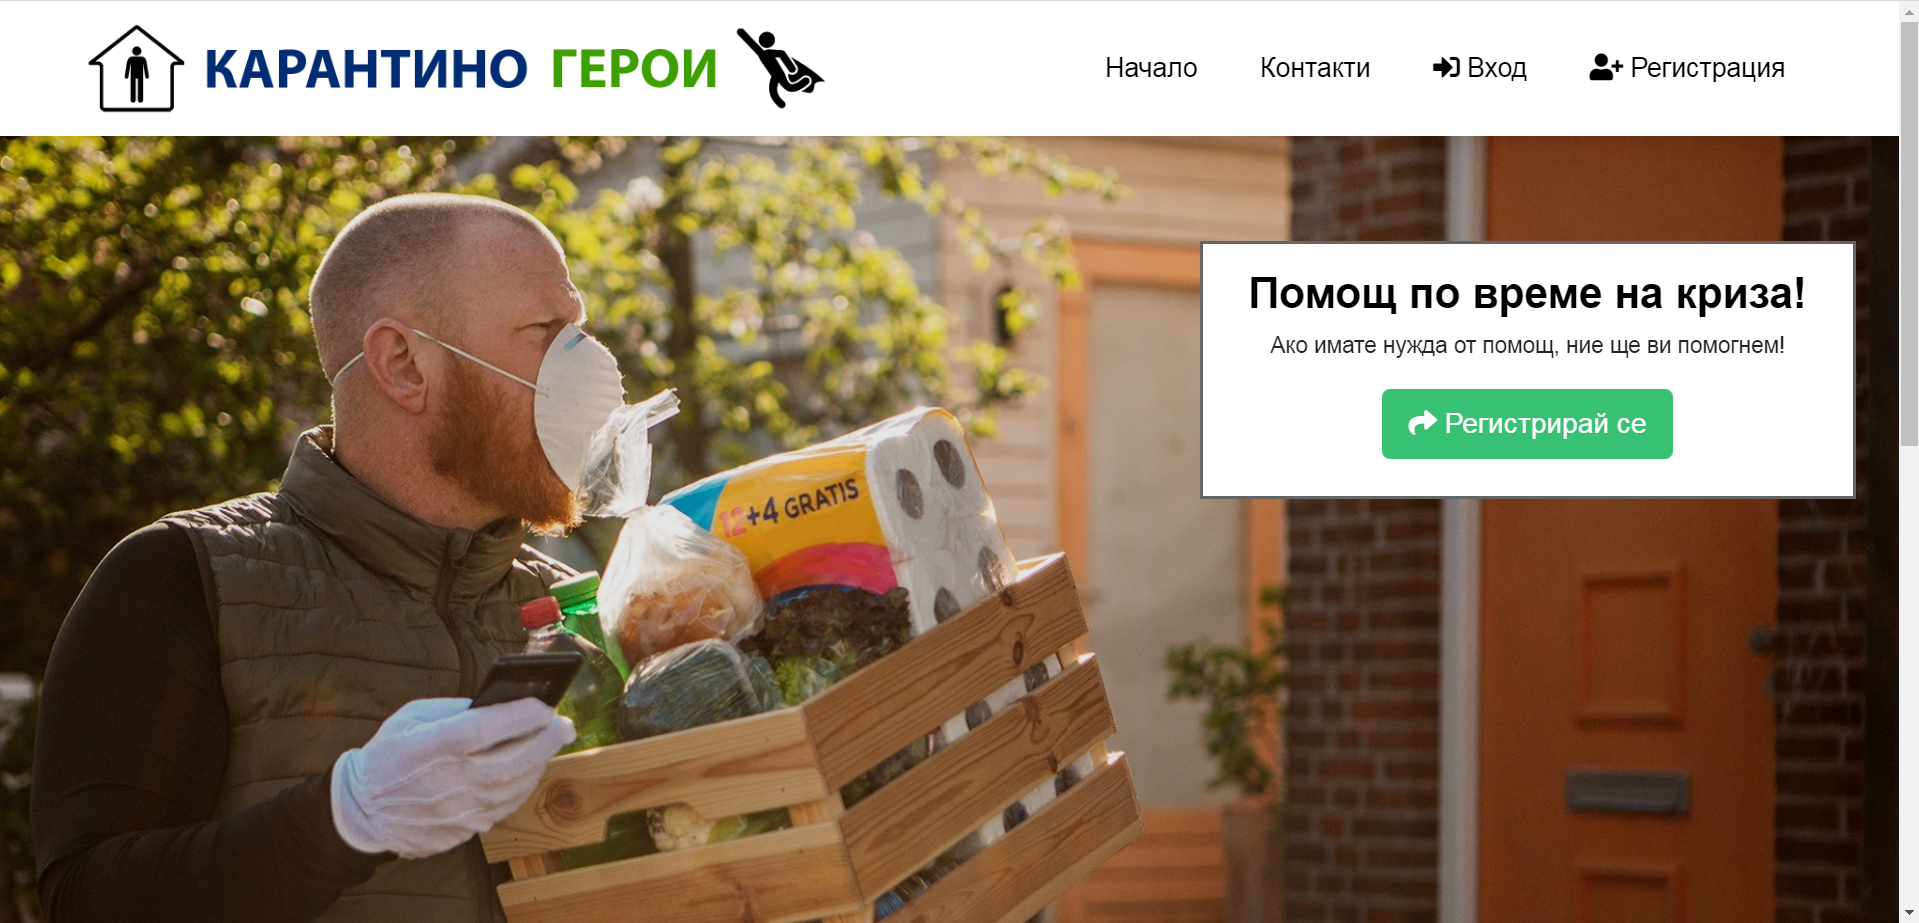 КАРАНТИНО ГЕРОИ
Начало
Контакти
Вход
Регистрация
Помощ по време на криза!
Ако имате нужда от помощ, ние ще ви помогнем!
Регистрирай се
12+4 GRATIS